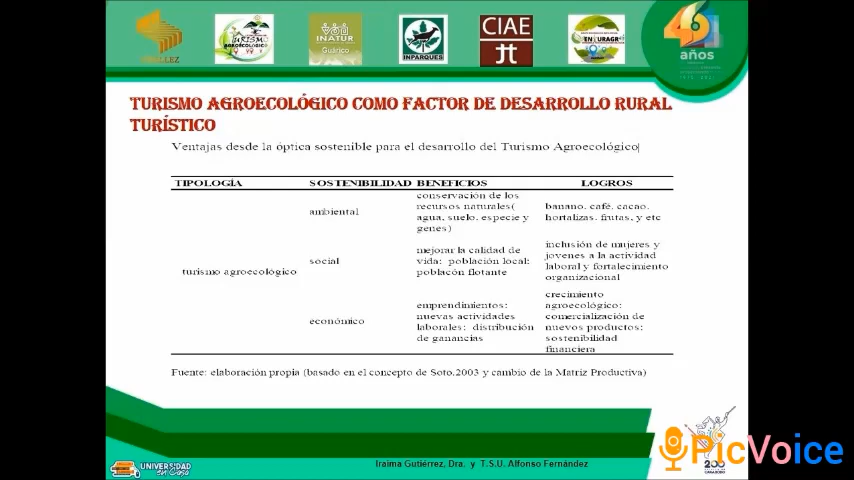 TURISMO AGROECOLÓGICO
INATUR
Guárico
INPARQUES
CIAE
46
años
TURISMO AGROECOLÓGICO COMO FACTOR DE DESARROLLO RURAL
TURÍSTICO
Ventajas desde la óptica sostenible para el desarrollo del Turismo Agroecológico
TIPOLOGÍA SOSTENIBILIDAD BENEFICIOS LOGROS
ambiental
conservación de los
recursos naturales(
agua, suelo, especie y
genes)
banano, café, cacao,
hortalizas, frutas, y etc
turismo agroecológico
social
mejorar la calidad de
vida; población local;
poblacón flotante
inclusión de mujeres y
jovenes a la actividad
laboral y fortalecimiento
organizacional
económico
emprendimientos;
nuevas actividades
laborales; distribución
de ganancias
crecimiento
agroecológico;
comercialización de
nuevos productos;
sostenibilidad
financiera
Fuente: elaboración propia (basado en el concepto de Soto.2003 y cambio de la Matriz Productiva)
UNIVERSIDAD
en Casa
Iraima Gutiérrez, Dra. y T.S.U. Alfonso Fernández
200
PicVoice